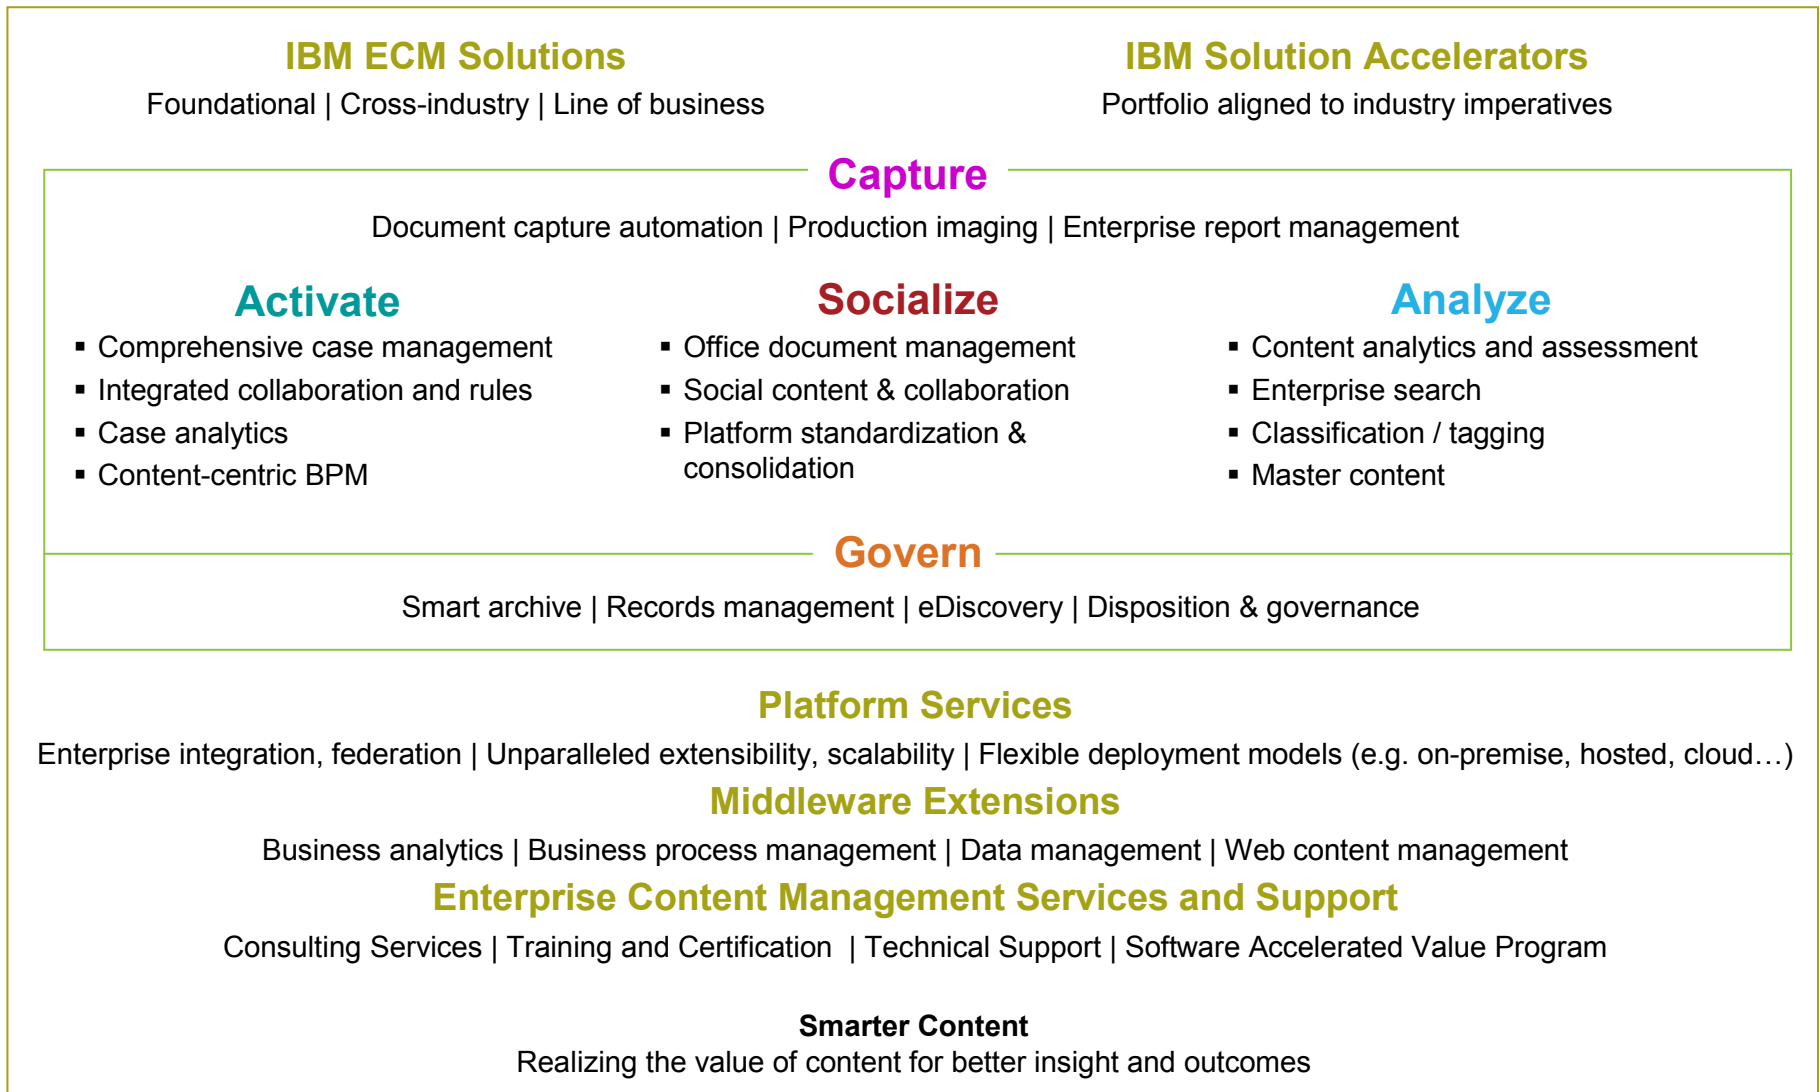 IBM ECM Solutions
Foundational | Cross-industry | Line of business
IBM Solution Accelerators
Portfolio aligned to industry imperatives
Capture
Document capture automation | Production imaging | Enterprise report management
Activate
▪ Comprehensive case management
▪ Integrated collaboration and rules
▪ Case analytics
▪ Content-centric BPM
Socialize
▪ Office document management
▪ Social content & collaboration
▪ Platform standardization &
consolidation
Analyze
▪ Content analytics and assessment
▪ Enterprise search
▪ Classification / tagging
▪ Master content
Govern
Smart archive | Records management | eDiscovery | Disposition & governance
Platform Services
Enterprise integration, federation | Unparalleled extensibility, scalability | Flexible deployment models (e.g. on-premise, hosted, cloud…)
Middleware Extensions
Business analytics | Business process management | Data management | Web content management
Enterprise Content Management Services and Support
Consulting Services | Training and Certification | Technical Support | Software Accelerated Value Program
Smarter Content
Realizing the value of content for better insight and outcomes